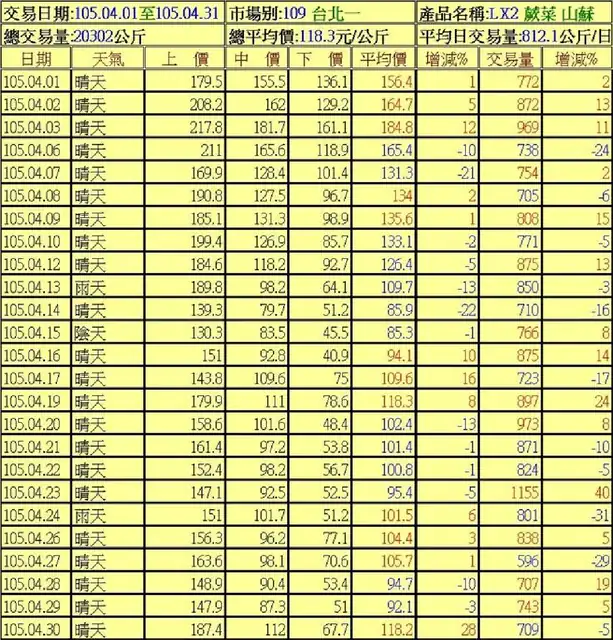 交易日期:105.04.01至105.04.31 市場別:109 台北一 產品名稱:LX2 蕨菜 山蘇
總交易量:20302公斤 總平均價:118.3元/公斤 平均日交易量:812.1公斤/日
日期 天氣 上 價 中 價 下 價 平均價 增減% 交易量 增減%
105.04.01 晴天 179.5 155.5 136.1 156.4 1 772 2
105.04.02 晴天 208.2 162 129.2 164.7 5 872 13
105.04.03 晴天 217.8 181.7 161.1 184.8 12 969 11
105.04.06 晴天 211 165.6 118.9 165.4 -10 738 -24
105.04.07 晴天 169.9 128.4 101.4 131.3 -21 754 2
105.04.08 晴天 190.8 127.5 96.7 134 2 705 -6
105.04.09 晴天 185.1 131.3 98.9 135.6 1 808 15
105.04.10 晴天 199.4 126.9 85.7 133.1 -2 771 -5
105.04.12 晴天 184.6 118.2 92.7 126.4 -5 875 13
105.04.13 雨天 189.8 98.2 64.1 109.7 -13 850 -3
105.04.14 晴天 139.3 79.7 51.2 85.9 -22 710 -16
105.04.15 陰天 130.3 83.5 45.5 85.3 -1 766 8
105.04.16 晴天 151 92.8 40.9 94.1 10 875 14
105.04.17 晴天 143.8 109.6 75 109.6 16 723 -17
105.04.19 晴天 179.9 111 78.6 118.3 8 897 24
105.04.20 晴天 158.6 101.6 48.4 102.4 -13 973 8
105.04.21 晴天 161.4 97.2 53.8 101.4 -1 871 -10
105.04.22 晴天 152.4 98.2 56.7 100.8 -1 824 -5
105.04.23 晴天 147.1 92.5 52.5 95.4 -5 1155 40
105.04.24 雨天 151 101.7 51.2 101.5 6 801 -31
105.04.26 晴天 156.3 96.2 77.1 104.4 3 838 5
105.04.27 晴天 163.6 98.1 70.6 105.7 1 596 -29
105.04.28 晴天 148.9 90.4 53.4 94.7 -10 707 19
105.04.29 晴天 147.9 87.3 51 92.1 -3 743 5
105.04.30 晴天 187.4 112 67.7 118.2 28 709 -5